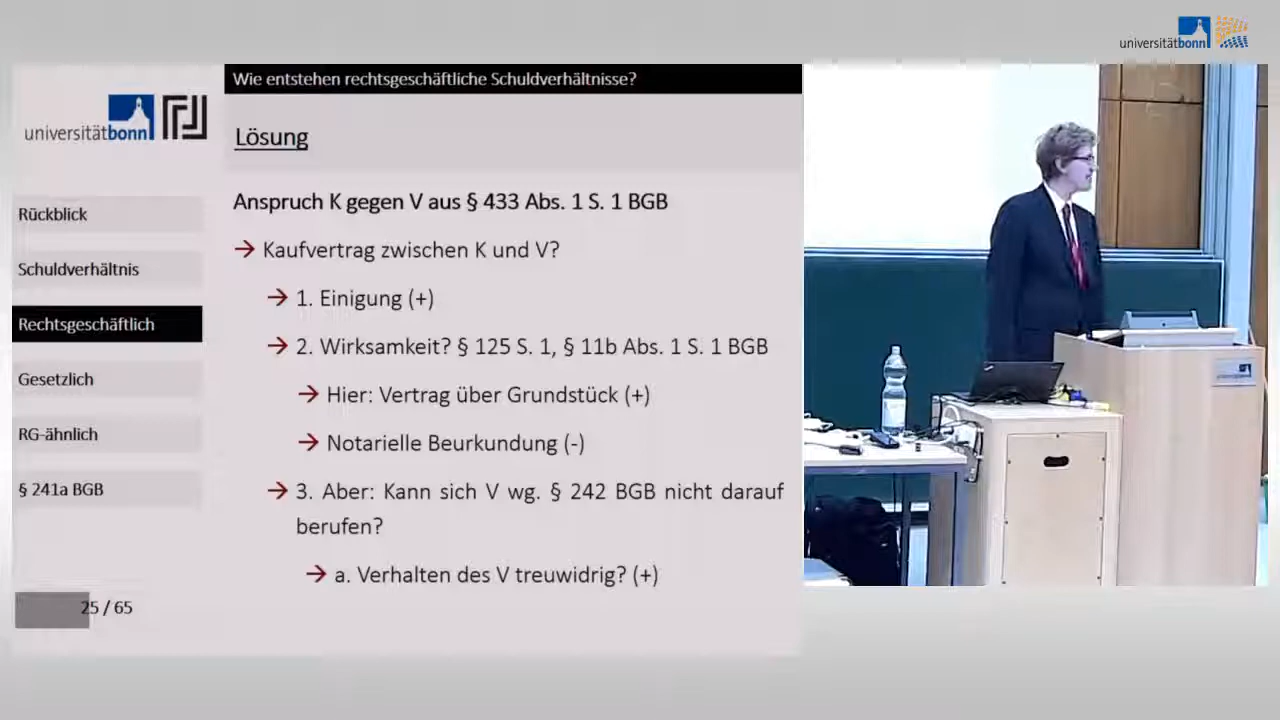 universitätbonn
Wie entstehen rechtsgeschäftliche Schuldverhältnisse?
universitätbonn
Lösung
Rückblick
Schuldverhältnis
Rechtsgeschäftlich
Gesetzlich
RG-ähnlich
§ 241a BGB
25 / 65
Anspruch K gegen V aus § 433 Abs. 1 S. 1 BGB
→ Kaufvertrag zwischen K und V?
→ 1. Einigung (+)
→ 2. Wirksamkeit? § 125 S. 1, § 11b Abs. 1 S. 1 BGB
→ Hier: Vertrag über Grundstück (+)
→ Notarielle Beurkundung (-)
→ 3. Aber: Kann sich V wg. § 242 BGB nicht darauf
berufen?
→ a. Verhalten des V treuwidrig? (+)